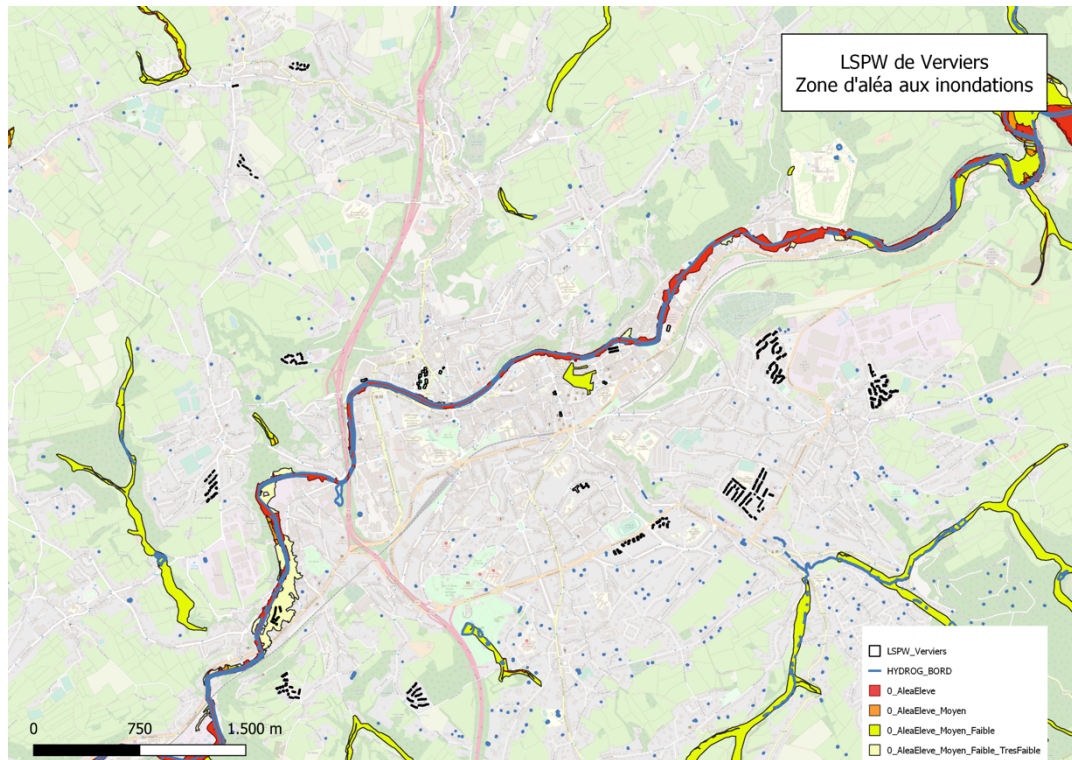 LSPW de Verviers
Zone d'aléa aux inondations
LSPW_Verviers
HYDROG_BORD
0_AleaEleve
0_AleaEleve_Moyen
0_AleaEleve_Moyen_Faible
0_AleaEleve_Moyen_Faible_TresFaible
0 750 1.500 m